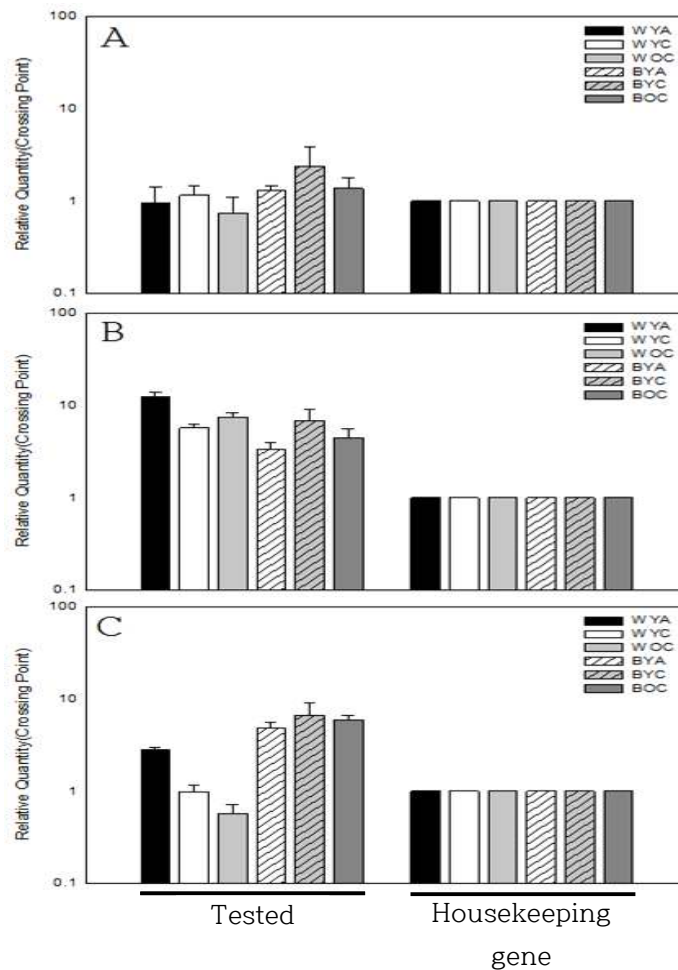 A
Relative Quantity(Crossing Point)
100
10
1
0.1
WYA
WYC
WOC
BYA
BYC
BOC
B
Relative Quantity(Crossing Point)
100
10
1
0.1
WYA
WYC
WOC
BYA
BYC
BOC
C
Relative Quantity(Crossing Point)
100
10
1
0.1
WYA
WYC
WOC
BYA
BYC
BOC
Tested
Housekeeping
gene